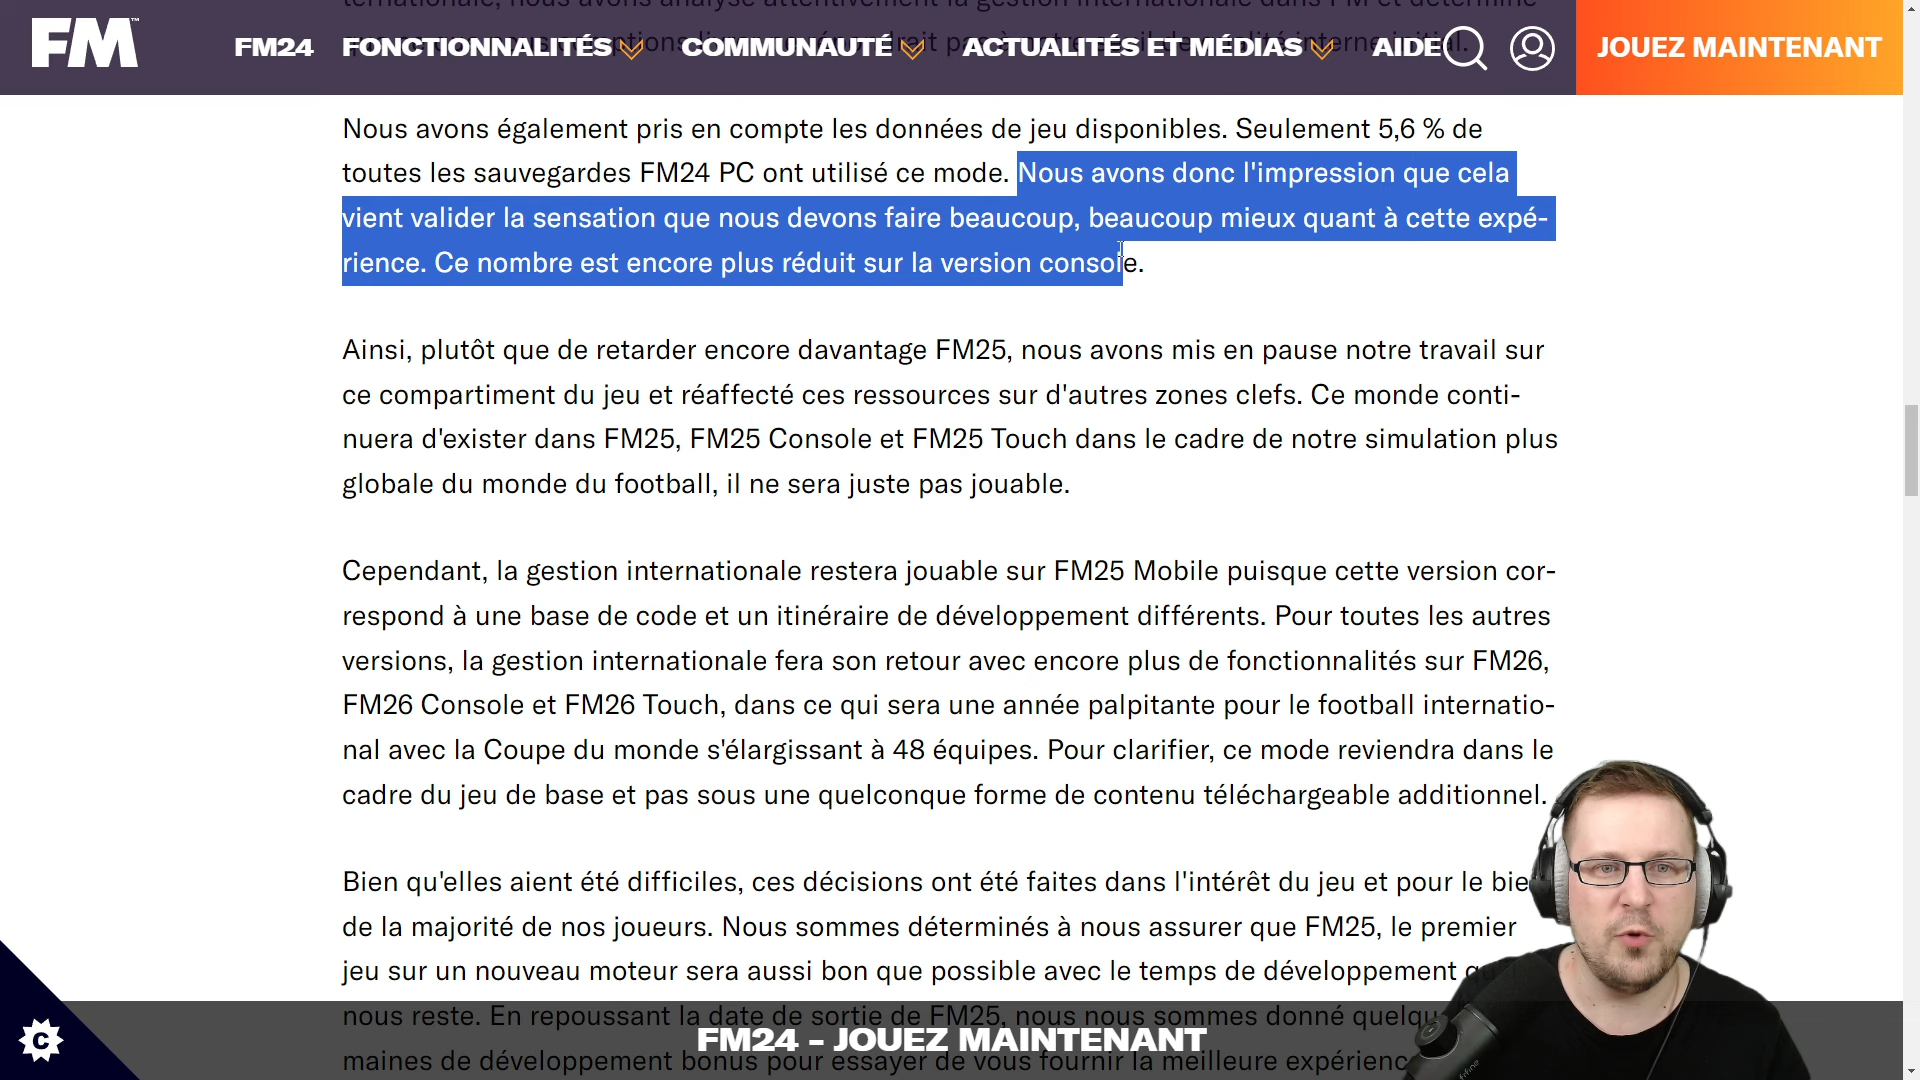 FM™
FM24 FONCTIONNALITÉS COMMUNAUTÉ ACTUALITÉS ET MÉDIAS AIDE
JOUEZ MAINTENANT
Nous avons également pris en compte les données de jeu disponibles. Seulement 5,6 % de
toutes les sauvegardes FM24 PC ont utilisé ce mode. Nous avons donc l'impression que cela
vient valider la sensation que nous devons faire beaucoup, beaucoup mieux quant à cette expé-
rience. Ce nombre est encore plus réduit sur la version console.
Ainsi, plutôt que de retarder encore davantage FM25, nous avons mis en pause notre travail sur
ce compartiment du jeu et réaffecté ces ressources sur d'autres zones clefs. Ce monde conti-
nuera d'exister dans FM25, FM25 Console et FM25 Touch dans le cadre de notre simulation plus
globale du monde du football, il ne sera juste pas jouable.
Cependant, la gestion internationale restera jouable sur FM25 Mobile puisque cette version cor-
respond à une base de code et un itinéraire de développement différents. Pour toutes les autres
versions, la gestion internationale fera son retour avec encore plus de fonctionnalités sur FM26,
FM26 Console et FM26 Touch, dans ce qui sera une année palpitante pour le football internatio-
nal avec la Coupe du monde s'élargissant à 48 équipes. Pour clarifier, ce mode reviendra dans le
cadre du jeu de base et pas sous une quelconque forme de contenu téléchargeable additionnel.
Bien qu'elles aient été difficiles, ces décisions ont été faites dans l'intérêt du jeu et pour le bie
de la majorité de nos joueurs. Nous sommes déterminés à nous assurer que FM25, le premier
jeu sur un nouveau moteur sera aussi bon que possible avec le temps de développement
nous reste. En repoussant la date de sortie de FM25, nous nous sommes donné quelqu
FM24 - JOUEZ MAINTENANT
maines de développement bonus pour essayer de vous fournir la meilleure expérienc
C
fifine